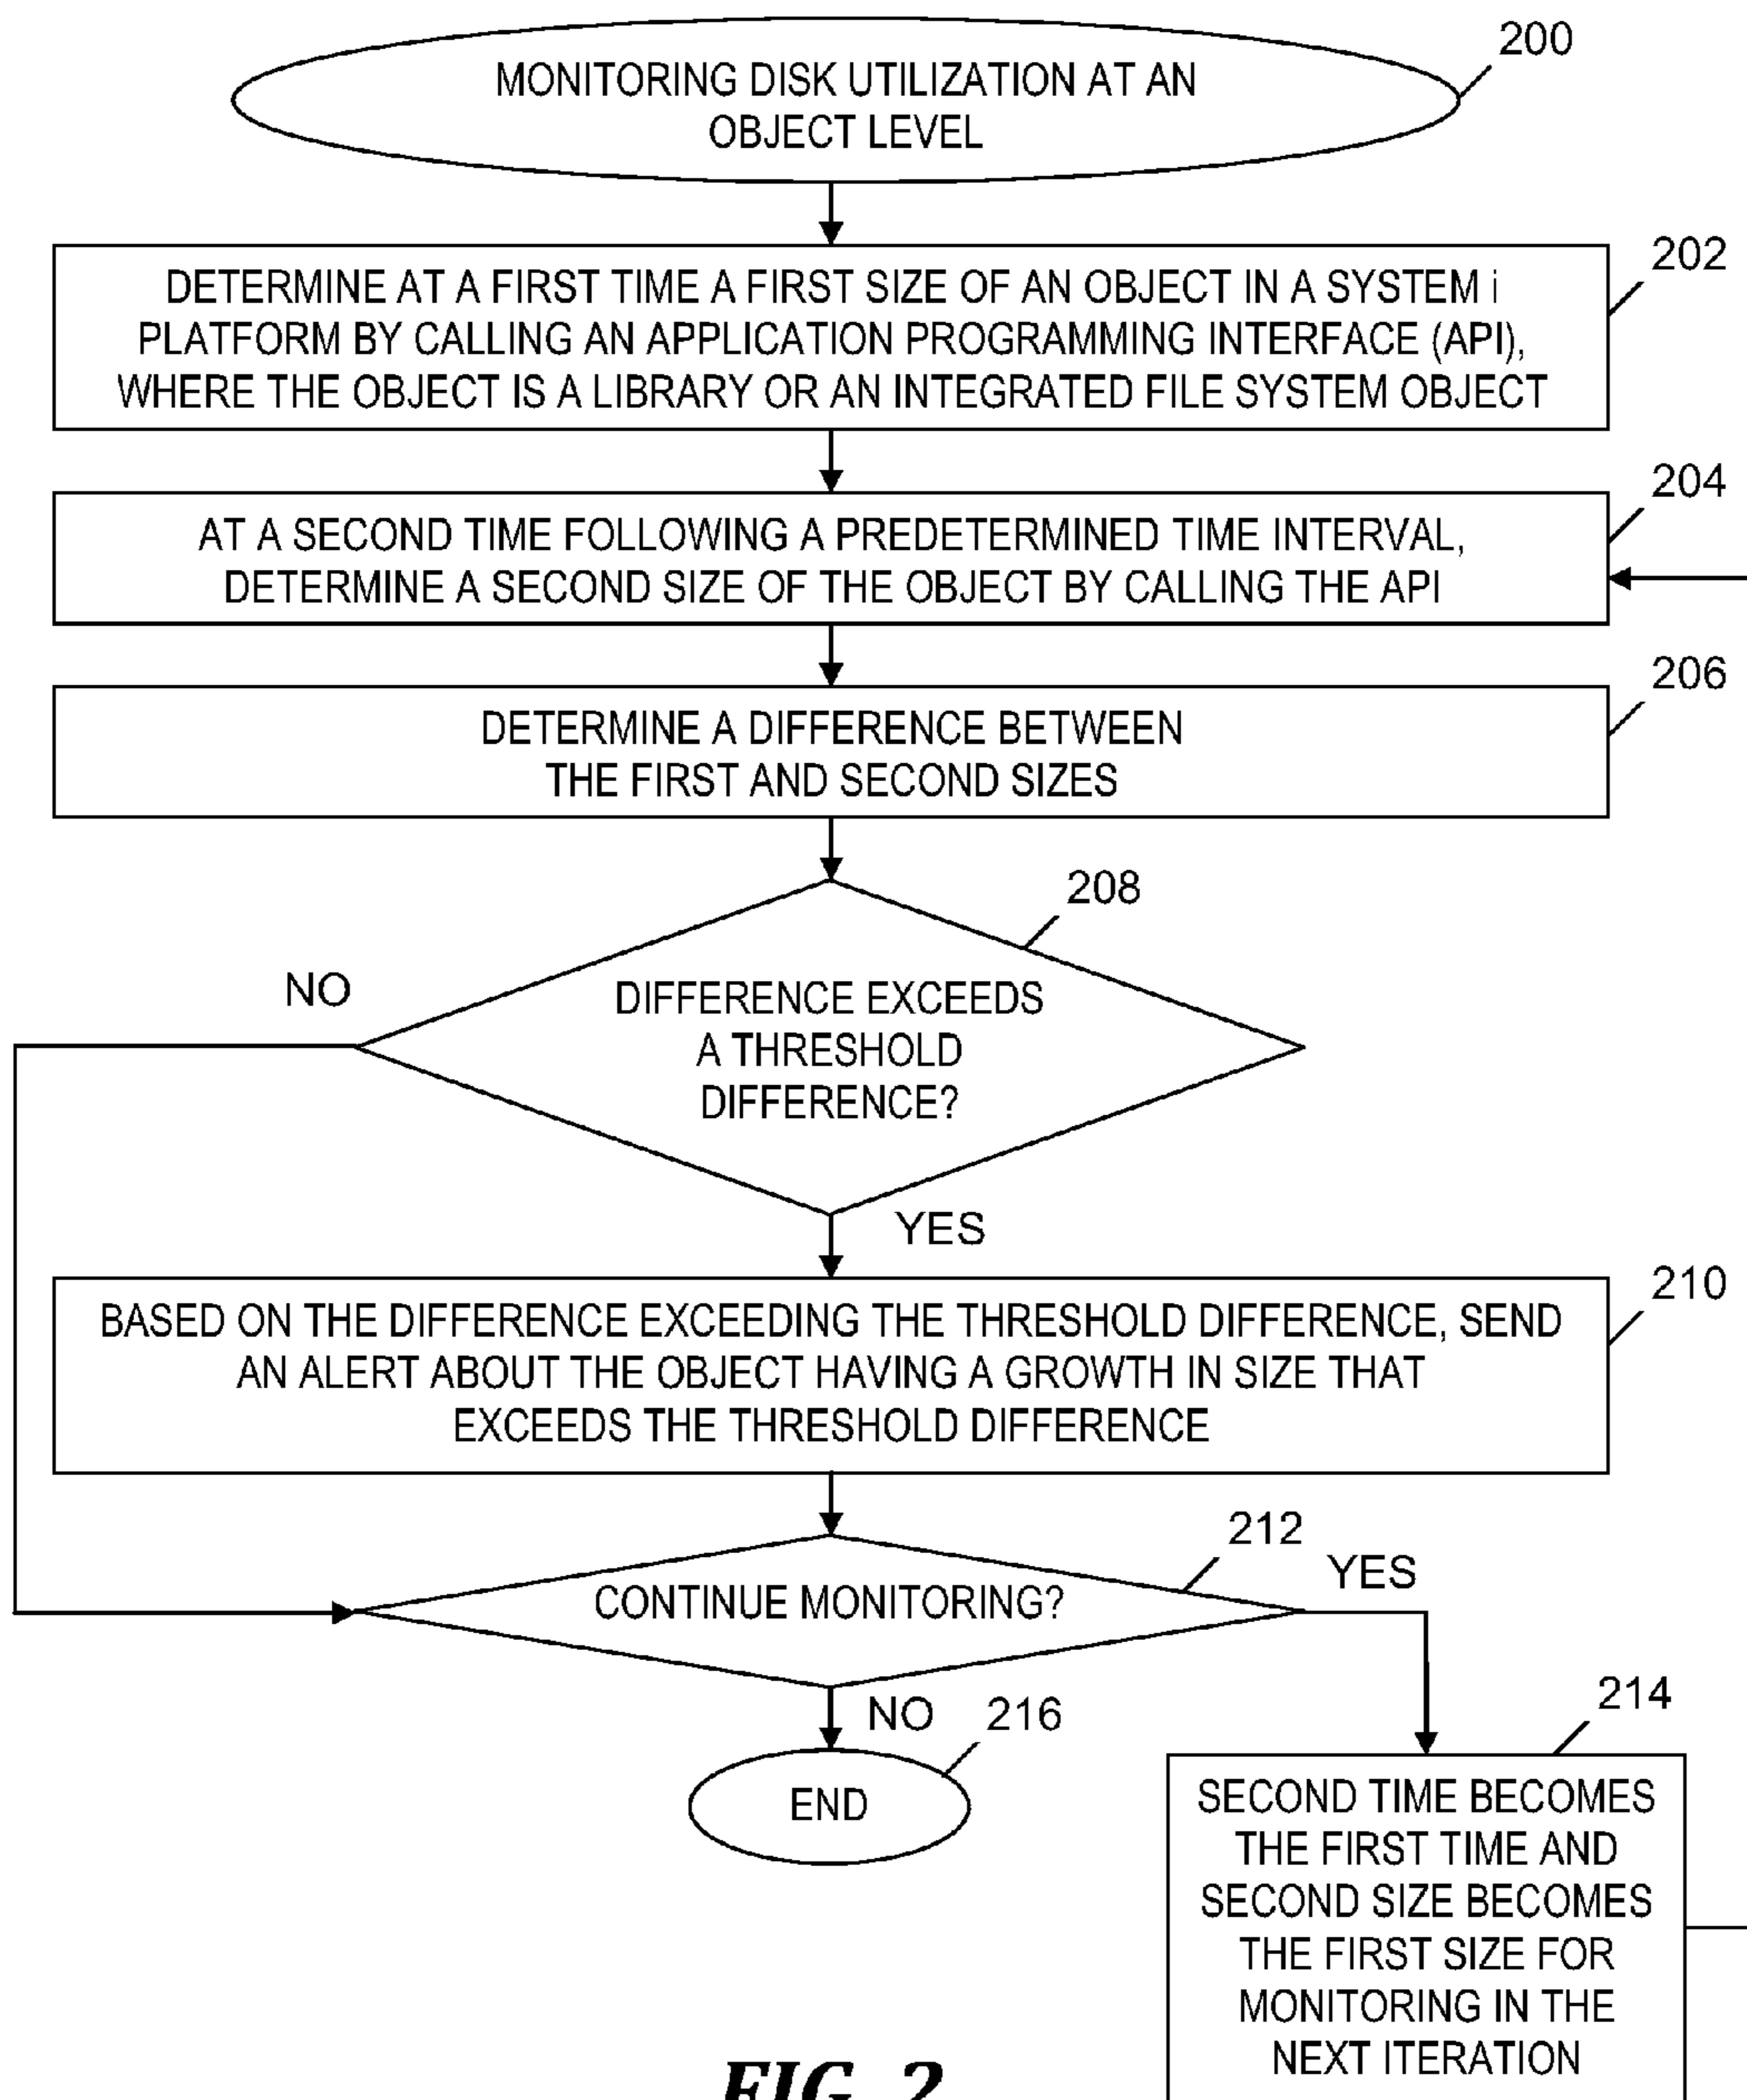 200
MONITORING DISK UTILIZATION AT AN
OBJECT LEVEL
202
DETERMINE AT A FIRST TIME A FIRST SIZE OF AN OBJECT IN A SYSTEM i
PLATFORM BY CALLING AN APPLICATION PROGRAMMING INTERFACE (API),
WHERE THE OBJECT IS A LIBRARY OR AN INTEGRATED FILE SYSTEM OBJECT
204
AT A SECOND TIME FOLLOWING A PREDETERMINED TIME INTERVAL,
DETERMINE A SECOND SIZE OF THE OBJECT BY CALLING THE API
206
DETERMINE A DIFFERENCE BETWEEN
THE FIRST AND SECOND SIZES
208
NO
DIFFERENCE EXCEEDS
A THRESHOLD
DIFFERENCE?
YES
210
BASED ON THE DIFFERENCE EXCEEDING THE THRESHOLD DIFFERENCE, SEND
AN ALERT ABOUT THE OBJECT HAVING A GROWTH IN SIZE THAT
EXCEEDS THE THRESHOLD DIFFERENCE
212
YES
CONTINUE MONITORING?
NO
216
END
214
SECOND TIME BECOMES
THE FIRST TIME AND
SECOND SIZE BECOMES
THE FIRST SIZE FOR
MONITORING IN THE
NEXT ITERATION
FIG. 2